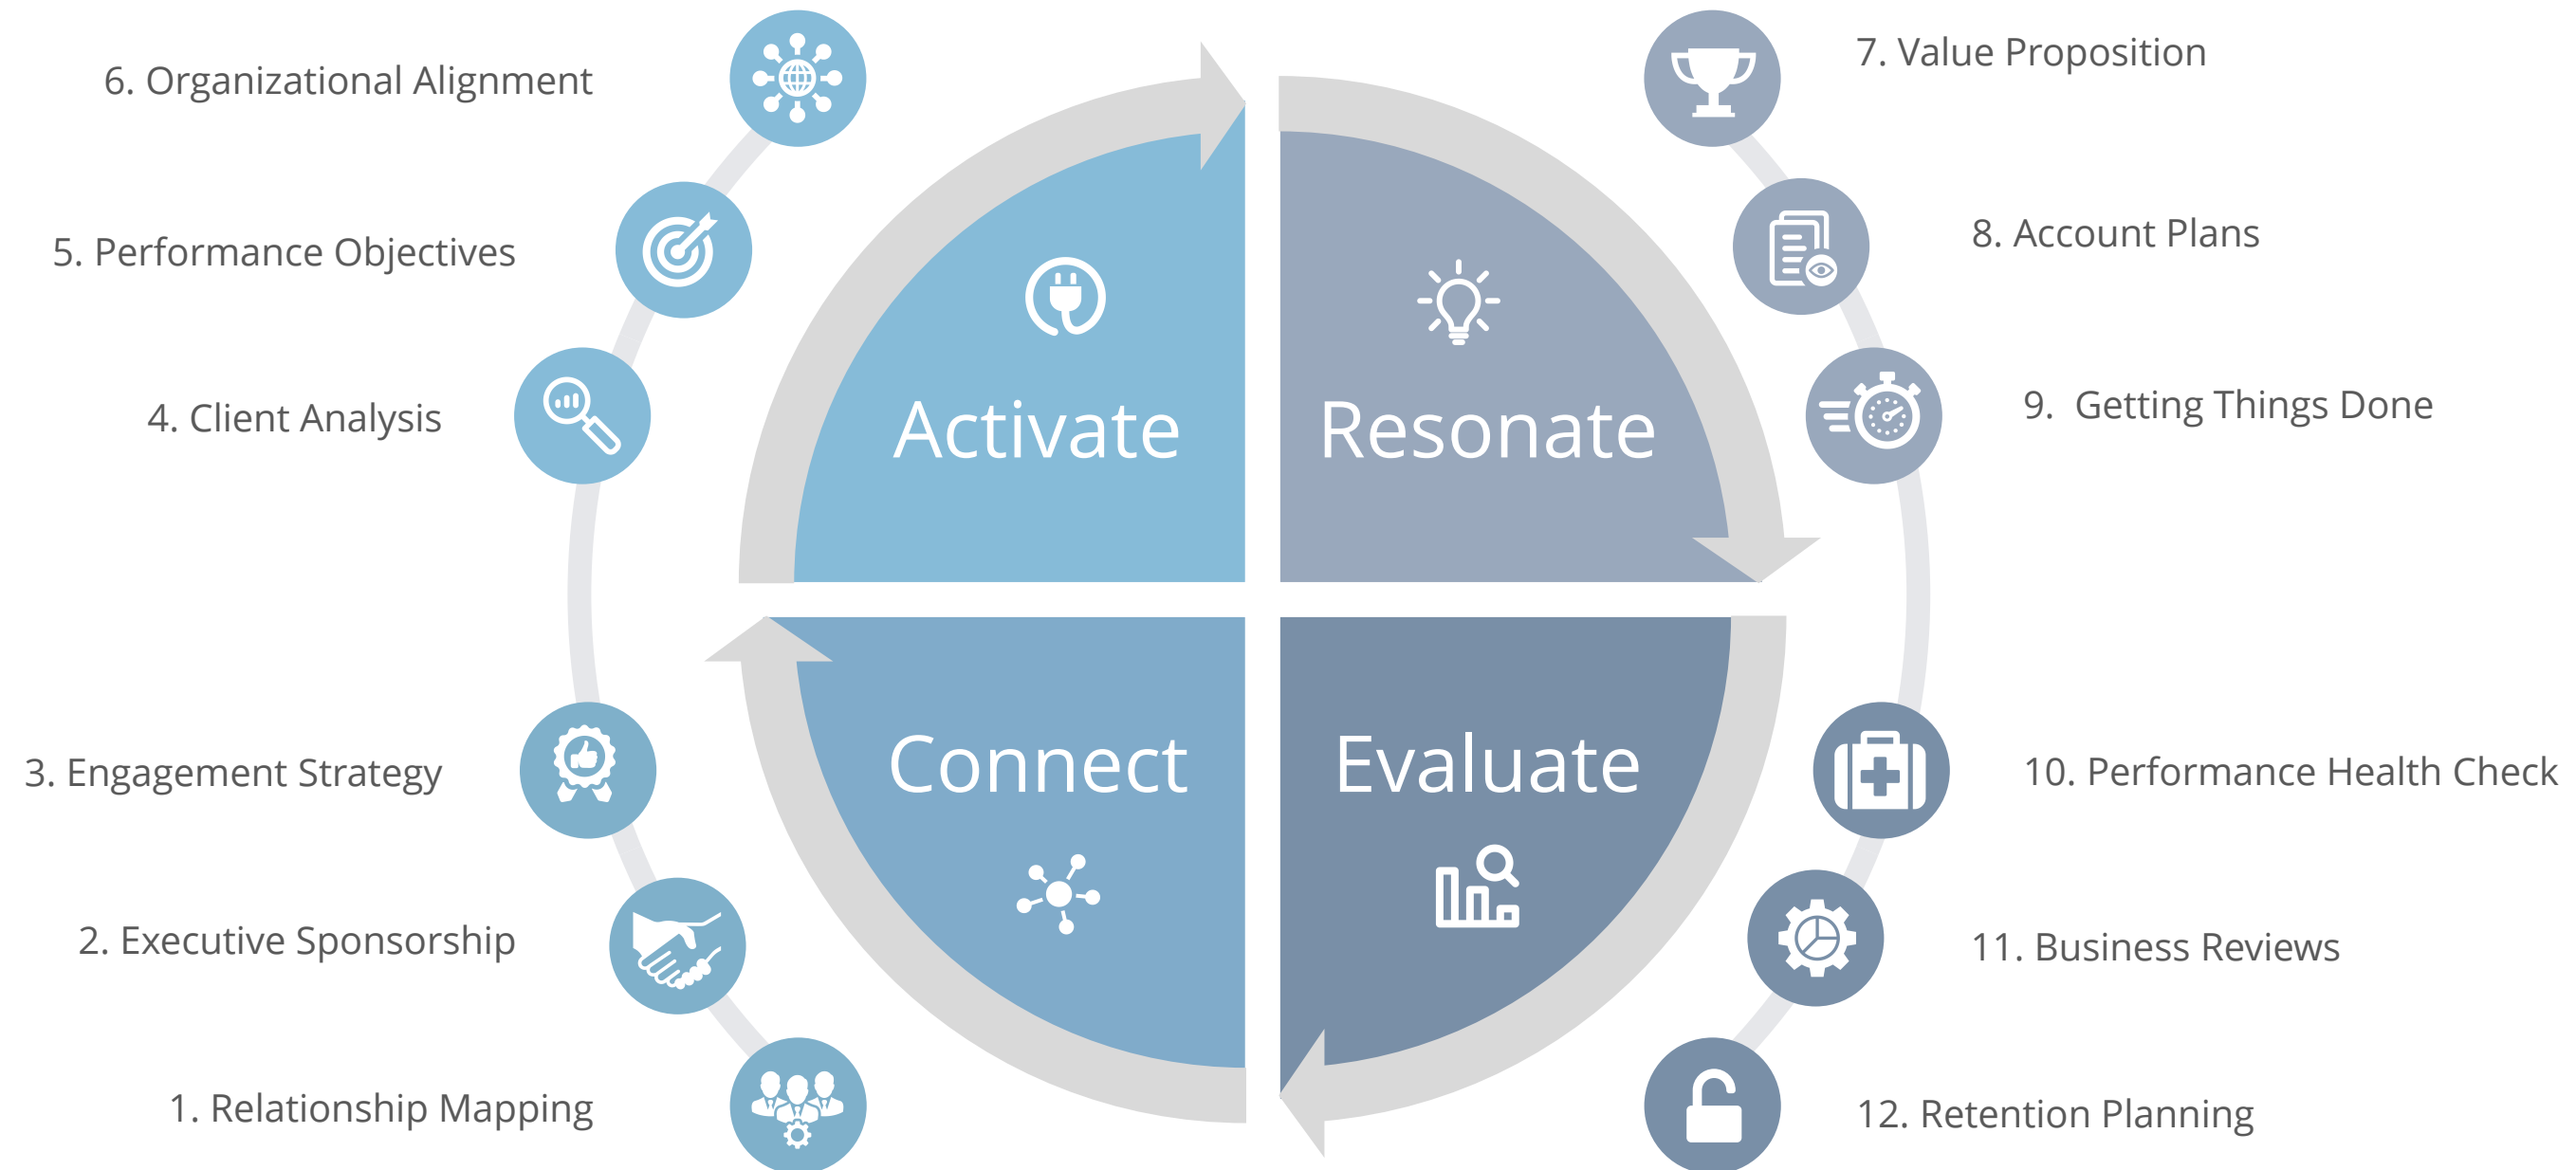 6. Organizational Alignment
5. Performance Objectives
4. Client Analysis
3. Engagement Strategy
2. Executive Sponsorship
1. Relationship Mapping
Activate
Resonate
Connect
Evaluate
7. Value Proposition
8. Account Plans
9. Getting Things Done
10. Performance Health Check
11. Business Reviews
12. Retention Planning